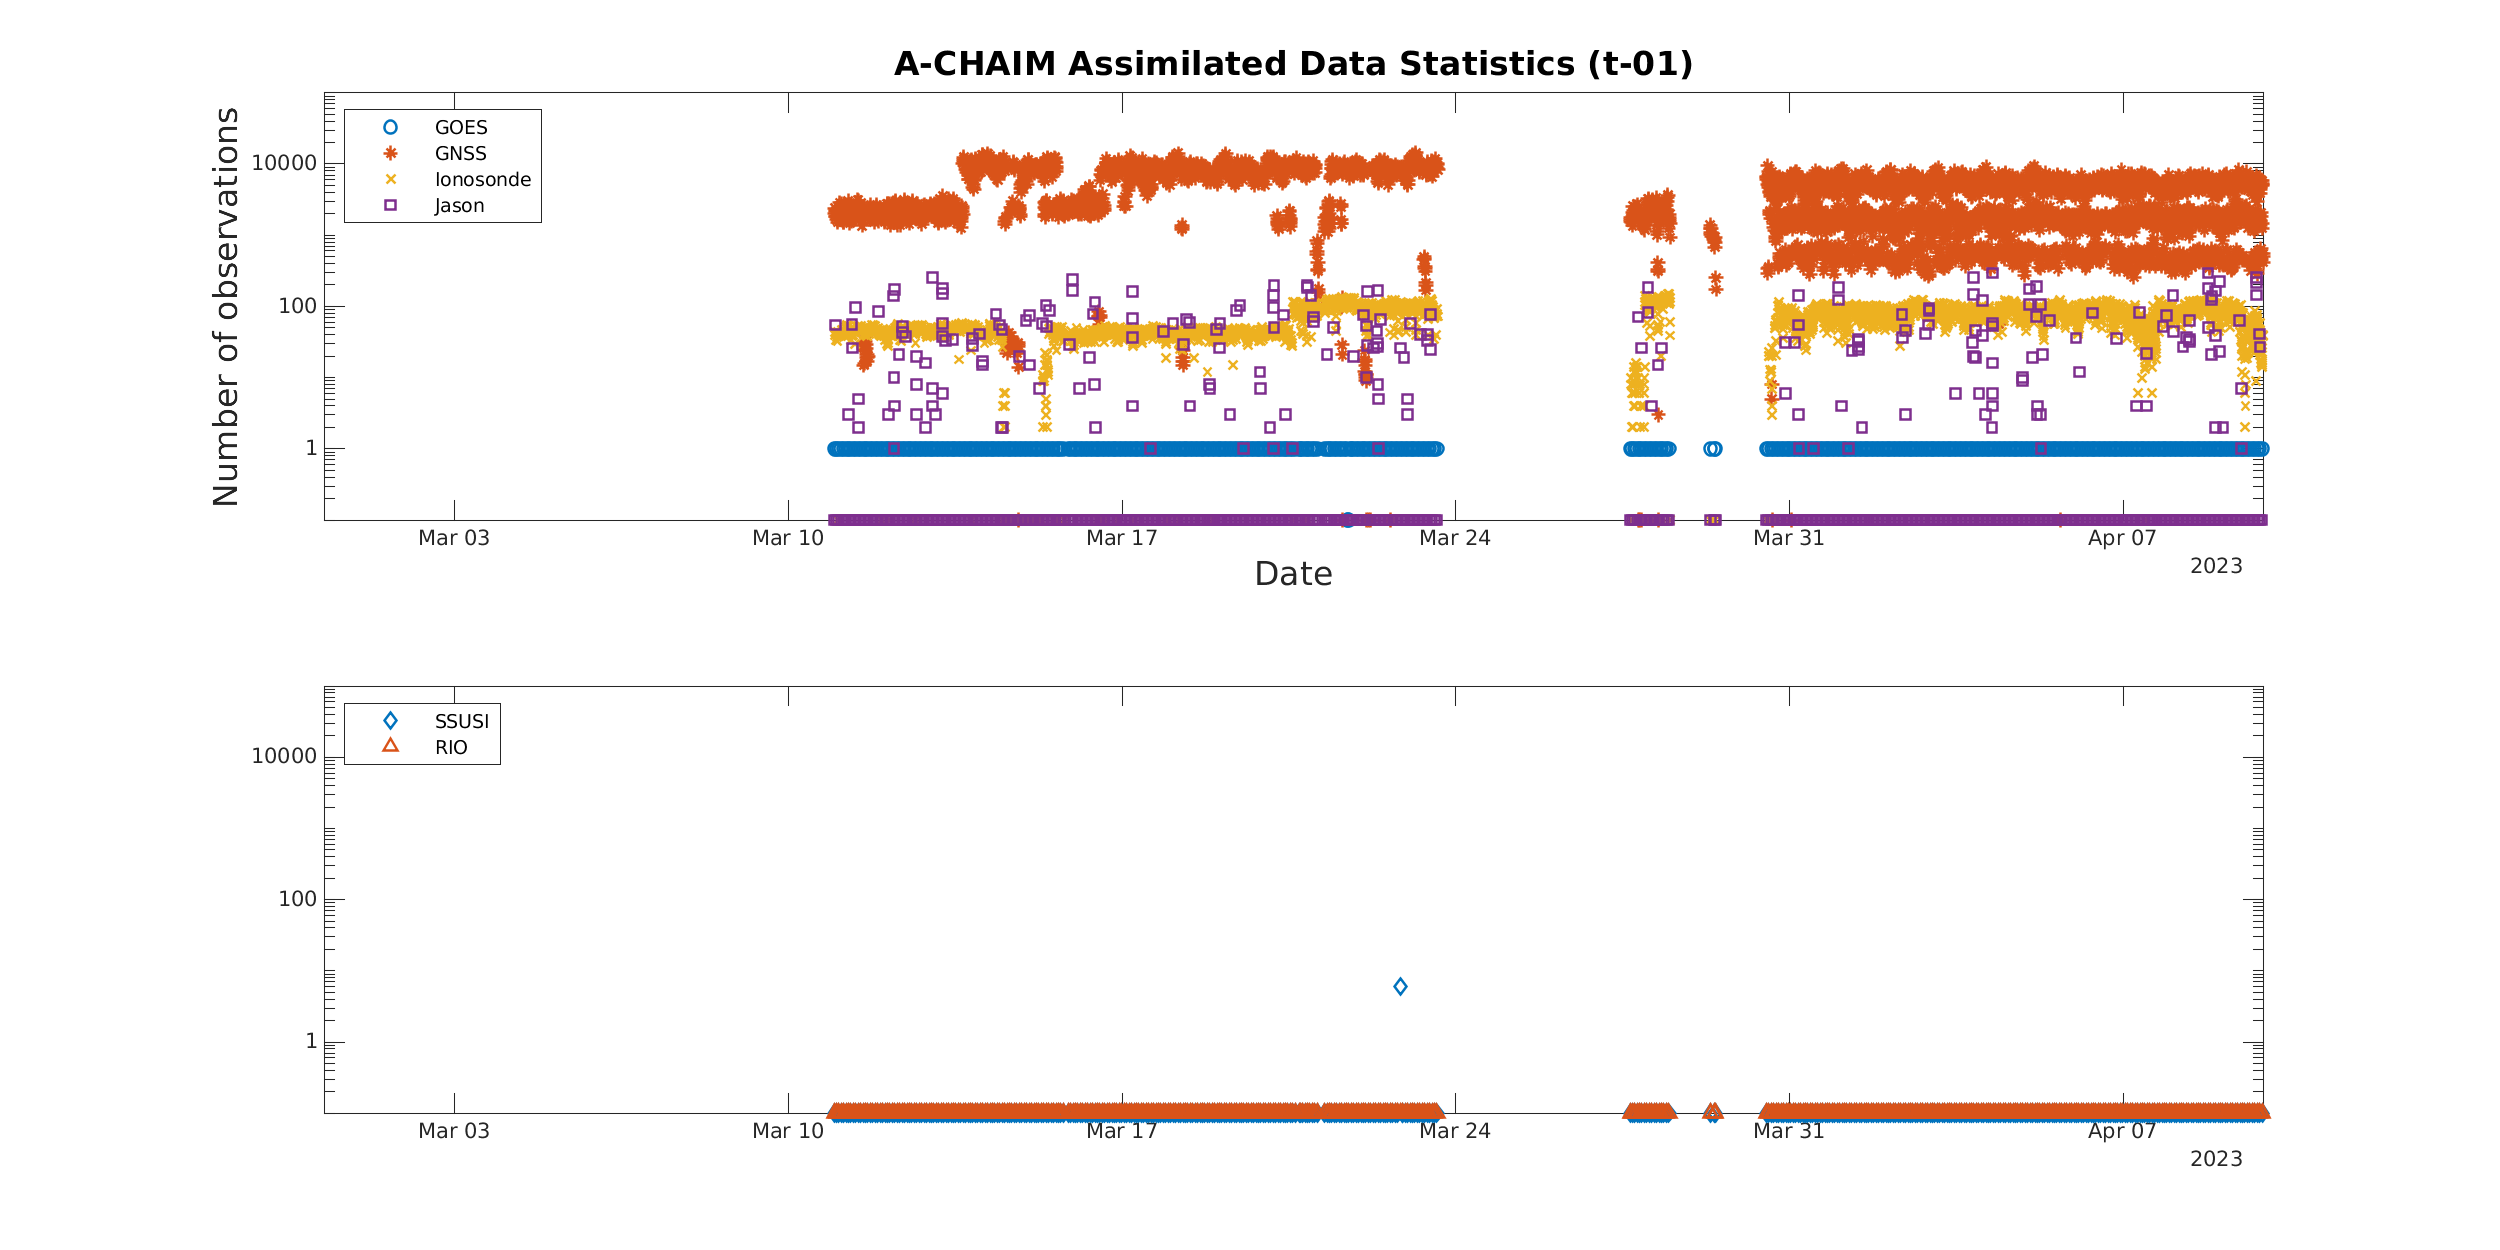 A-CHAIM Assimilated Data Statistics (t-01)
Number of observations
GOES
GNSS
Ionosonde
Jason
10000
100
1
Mar 03
Mar 10
Mar 17
Mar 24
Mar 31
Apr 07
2023
Date
SSUSI
RIO
10000
100
1
Mar 03
Mar 10
Mar 17
Mar 24
Mar 31
Apr 07
2023